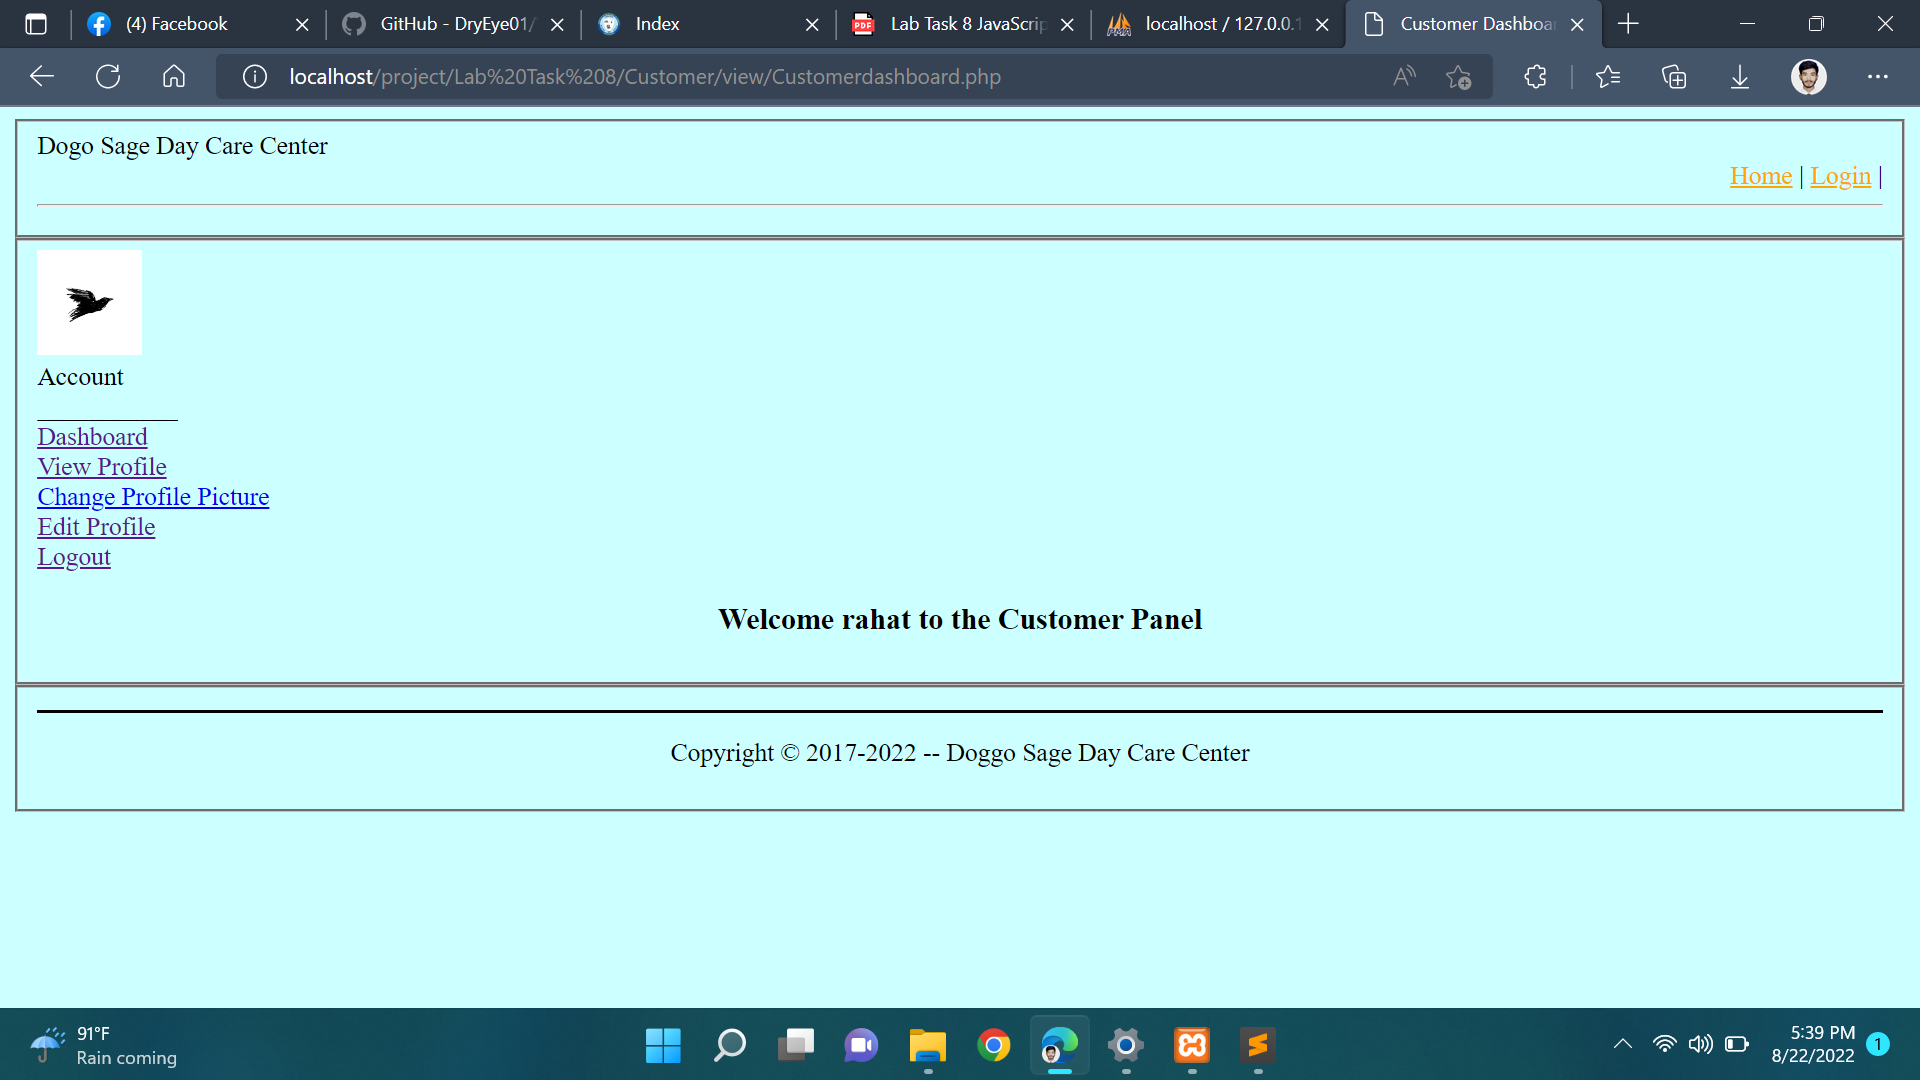 (4) Facebook
GitHub - DryEye01/
Index
Lab Task 8 JavaScrip
localhost / 127.0.0.1
Customer Dashboa
localhost/project/Lab%20Task%208/Customer/view/Customerdashboard.php
Dogo Sage Day Care Center
Home | Login |
Account
Dashboard
View Profile
Change Profile Picture
Edit Profile
Logout
Welcome rahat to the Customer Panel
Copyright © 2017-2022 -- Doggo Sage Day Care Center
91°F
Rain coming
5:39 PM
8/22/2022
1